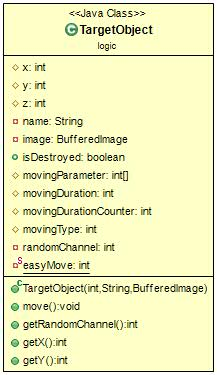 <<Java Class>>
C TargetObject
logic
x: int
y: int
z: int
name: String
image: BufferedImage
isDestroyed: boolean
movingParameter: int[]
movingDuration: int
movingDurationCounter: int
movingType: int
randomChannel: int
S easyMove: int
C TargetObject(int,String,BufferedImage)
move():void
getRandomChannel():int
getX():int
getY():int